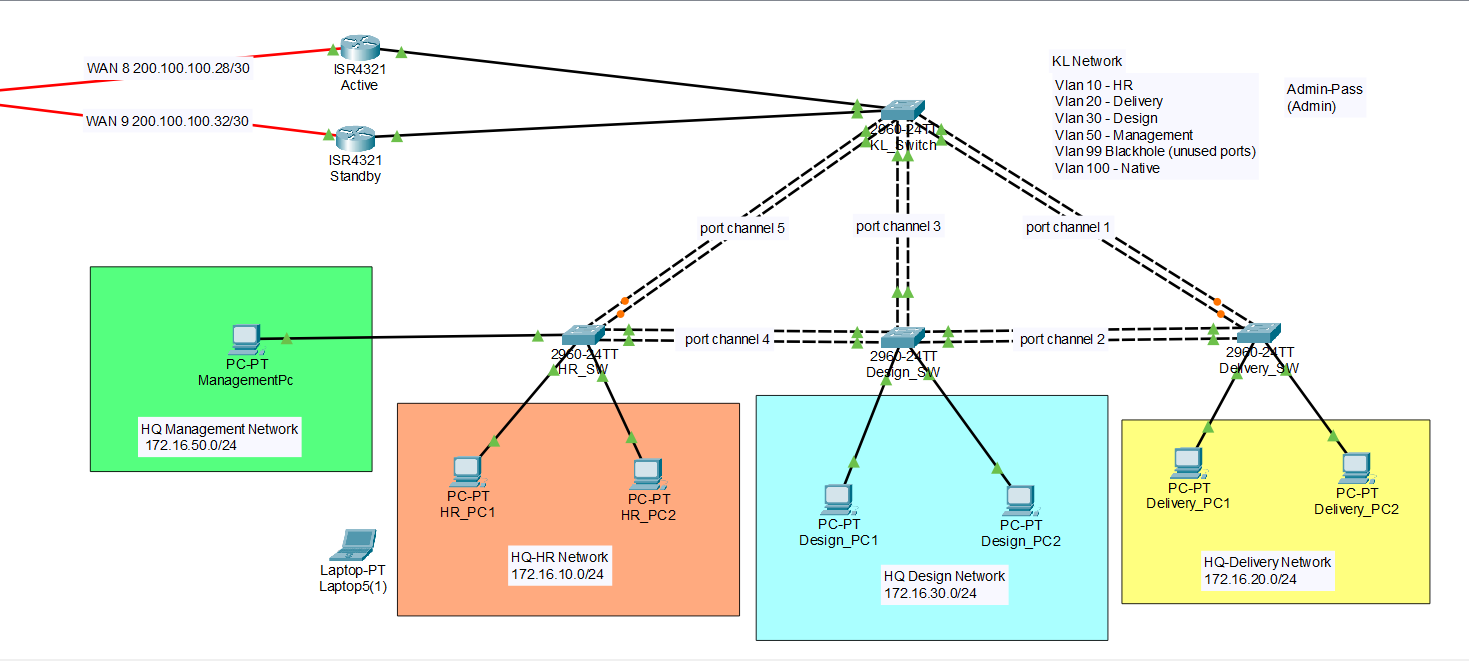 WAN 8 200.100.100.28/30
ISR4321
Active
WAN 9 200.100.100.32/30
ISR4321
Standby
2960-24TT
KL_Switch
KL Network
Vlan 10 - HR
Vlan 20 - Delivery
Vlan 30 - Design
Vlan 50 - Management
Vlan 99 Blackhole (unused ports)
Vlan 100 - Native
Admin-Pass
(Admin)
port channel 5
port channel 3
port channel 1
port channel 4
port channel 2
2960-24TT
HR_SW
2960-24TT
Design_SW
2960-24TT
Delivery_SW
PC-PT
ManagementPc
HQ Management Network
172.16.50.0/24
PC-PT
HR_PC1
PC-PT
HR_PC2
HQ-HR Network
172.16.10.0/24
Laptop-PT
Laptop5(1)
PC-PT
Design_PC1
PC-PT
Design_PC2
HQ Design Network
172.16.30.0/24
PC-PT
Delivery_PC1
PC-PT
Delivery_PC2
HQ-Delivery Network
172.16.20.0/24